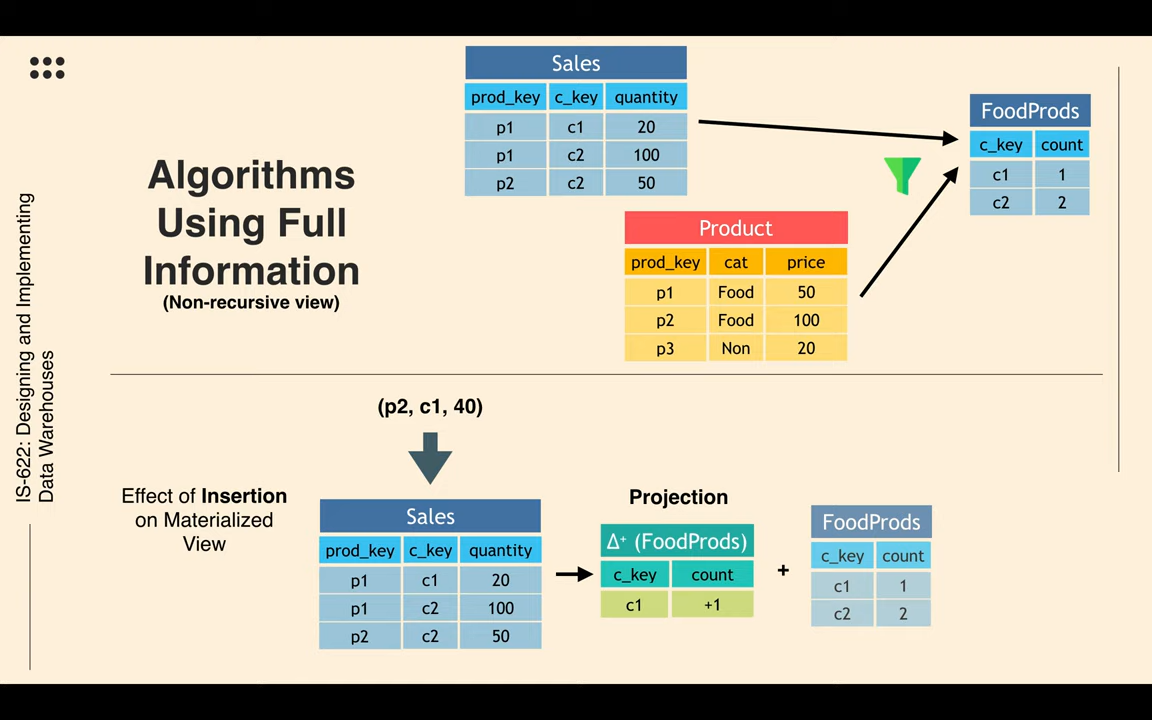 Sales
prod_key c_key quantity
p1 c1 20
p1 c2 100
p2 c2 50
FoodProds
c_key count
c1 1
c2 2
Algorithms
Using Full
Information
(Non-recursive view)
Product
prod_key cat price
p1 Food 50
p2 Food 100
p3 Non 20
IS-622: Designing and Implementing
Data Warehouses
(p2, c1, 40)
Effect of Insertion
on Materialized
View
Sales
prod_key c_key quantity
p1 c1 20
p1 c2 100
p2 c2 50
Projection
Δ⁺ (FoodProds)
c_key count
c1 +1
+
FoodProds
c_key count
c1 1
c2 2